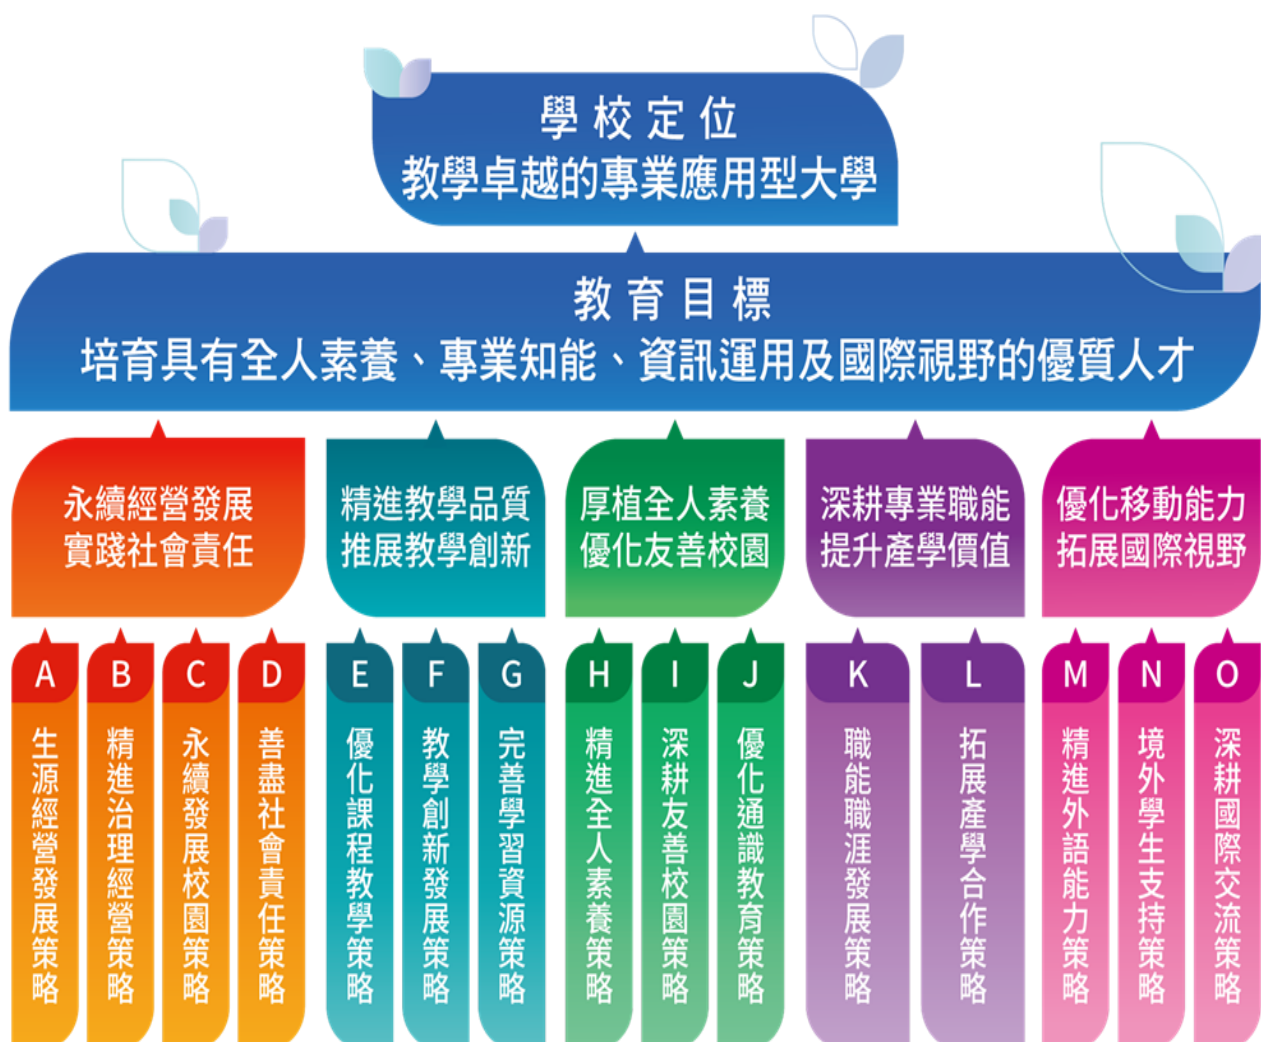 學校定位
教學卓越的專業應用型大學
教育目標
培育具有全人素養、專業知能、資訊運用及國際視野的優質人才
永續經營發展
實踐社會責任
精進教學品質
推展教學創新
厚植全人素養
優化友善校園
深耕專業職能
提升產學價值
優化移動能力
拓展國際視野
A
生源經營發展策略
B
精進治理經營策略
C
永續發展校園策略
D
善盡社會責任策略
E
優化課程教學策略
F
教學創新發展策略
G
完善學習資源策略
H
精進全人素養策略
I
深耕友善校園策略
J
優化通識教育策略
K
職能職涯發展策略
L
拓展產學合作策略
M
精進外語能力策略
N
境外學生支持策略
O
深耕國際交流策略